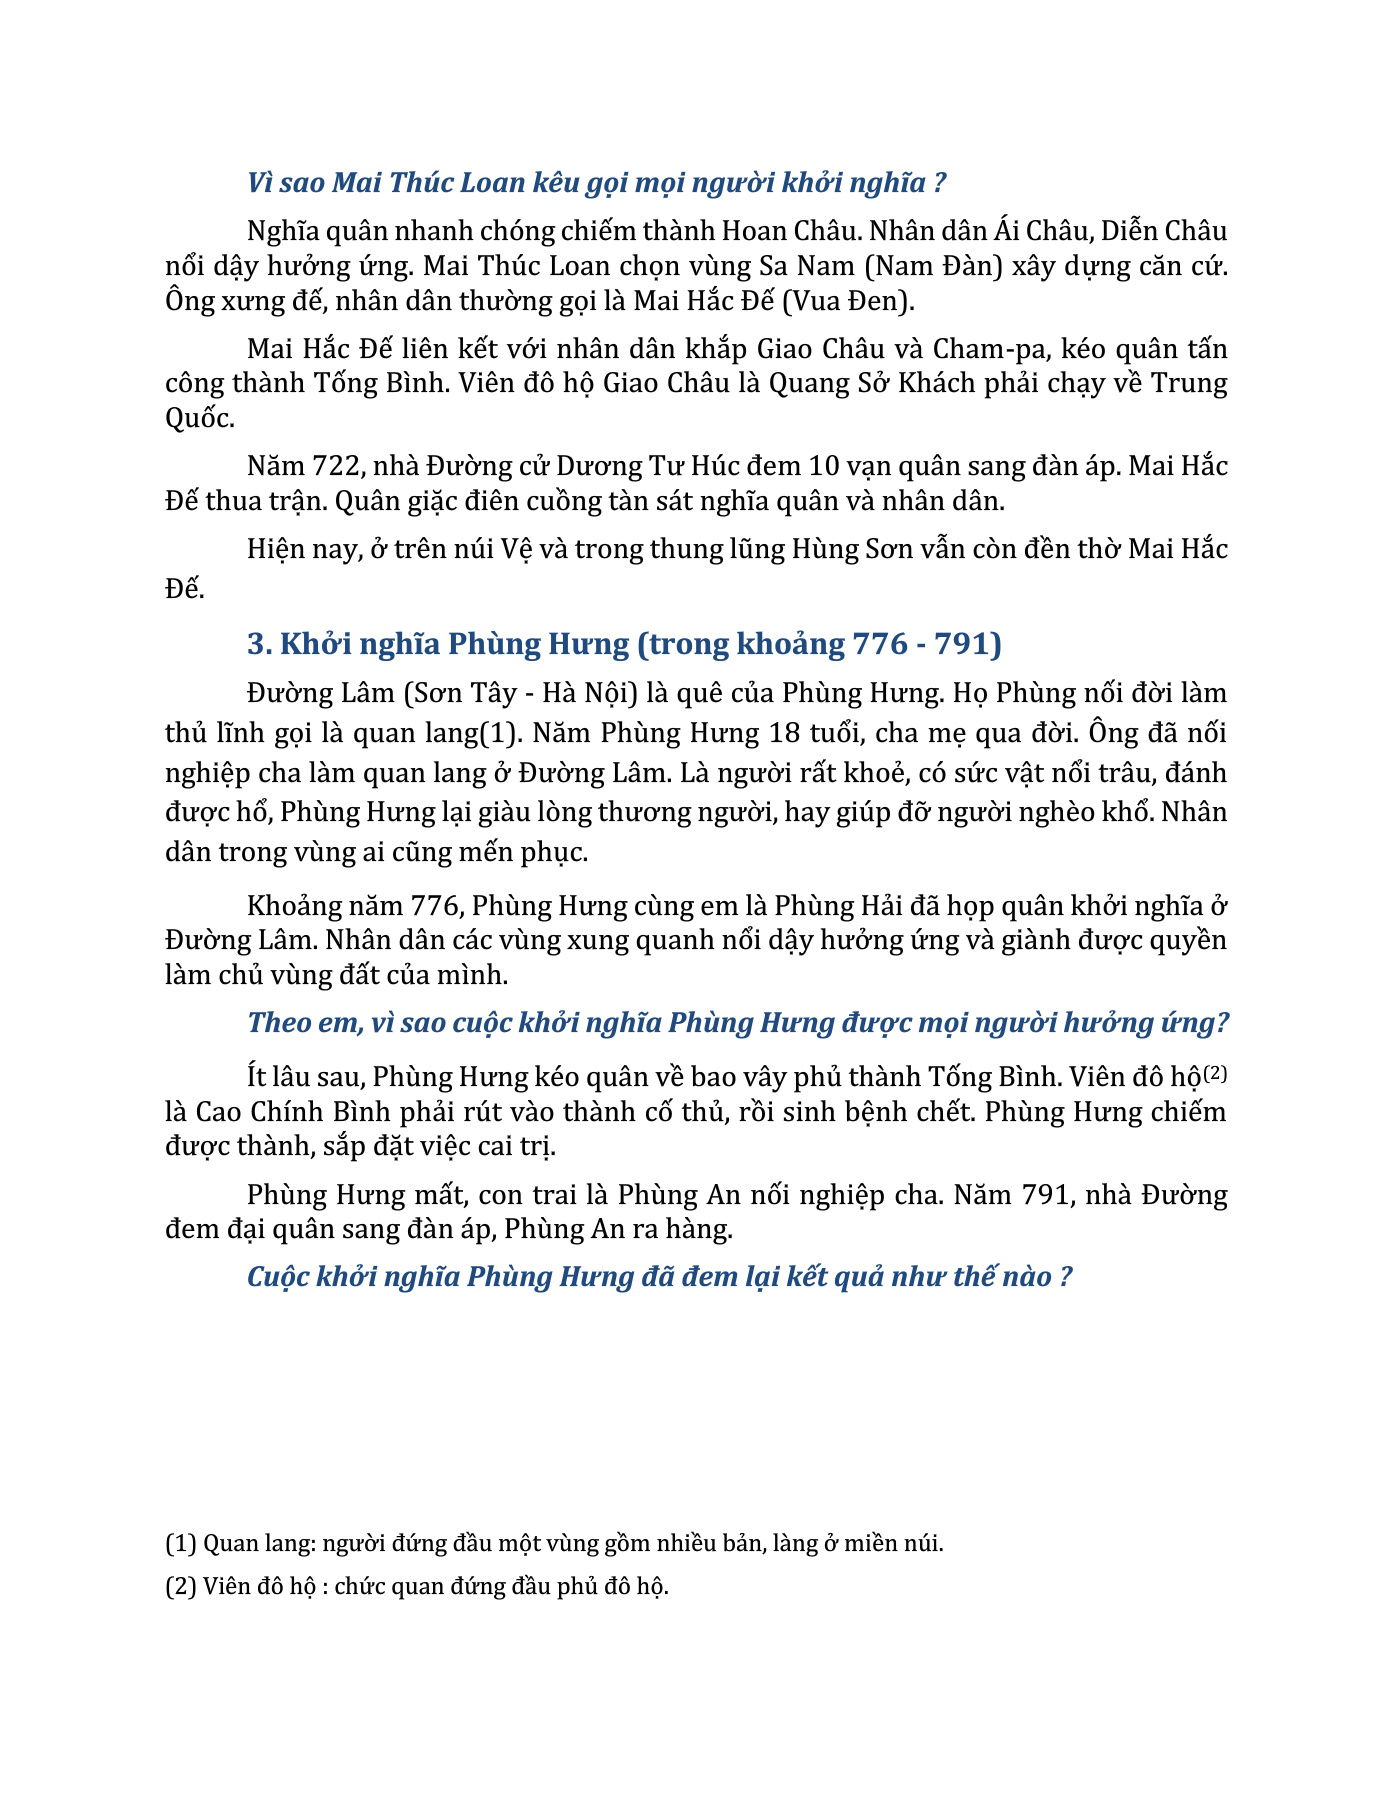 Vì sao Mai Thúc Loan kêu gọi mọi người khởi nghĩa ?
Nghĩa quân nhanh chóng chiếm thành Hoan Châu. Nhân dân Ái Châu, Diễn Châu
nổi dậy hưởng ứng. Mai Thúc Loan chọn vùng Sa Nam (Nam Đàn) xây dựng căn cứ.
Ông xưng đế, nhân dân thường gọi là Mai Hắc Đế (Vua Đen).
Mai Hắc Đế liên kết với nhân dân khắp Giao Châu và Cham-pa, kéo quân tấn
công thành Tống Bình. Viên đô hộ Giao Châu là Quang Sở Khách phải chạy về Trung
Quốc.
Năm 722, nhà Đường cử Dương Tư Húc đem 10 vạn quân sang đàn áp. Mai Hắc
Đế thua trận. Quân giặc điên cuồng tàn sát nghĩa quân và nhân dân.
Hiện nay, ở trên núi Vệ và trong thung lũng Hùng Sơn vẫn còn đền thờ Mai Hắc
Đế.
3. Khởi nghĩa Phùng Hưng (trong khoảng 776 - 791)
Đường Lâm (Sơn Tây - Hà Nội) là quê của Phùng Hưng. Họ Phùng nối đời làm
thủ lĩnh gọi là quan lang(1). Năm Phùng Hưng 18 tuổi, cha mẹ qua đời. Ông đã nối
nghiệp cha làm quan lang ở Đường Lâm. Là người rất khoẻ, có sức vật nổi trâu, đánh
được hổ, Phùng Hưng lại giàu lòng thương người, hay giúp đỡ người nghèo khổ. Nhân
dân trong vùng ai cũng mến phục.
Khoảng năm 776, Phùng Hưng cùng em là Phùng Hải đã họp quân khởi nghĩa ở
Đường Lâm. Nhân dân các vùng xung quanh nổi dậy hưởng ứng và giành được quyền
làm chủ vùng đất của mình.
Theo em, vì sao cuộc khởi nghĩa Phùng Hưng được mọi người hưởng ứng?
Ít lâu sau, Phùng Hưng kéo quân về bao vây phủ thành Tống Bình. Viên đô hộ(2)
là Cao Chính Bình phải rút vào thành cố thủ, rồi sinh bệnh chết. Phùng Hưng chiếm
được thành, sắp đặt việc cai trị.
Phùng Hưng mất, con trai là Phùng An nối nghiệp cha. Năm 791, nhà Đường
đem đại quân sang đàn áp, Phùng An ra hàng.
Cuộc khởi nghĩa Phùng Hưng đã đem lại kết quả như thế nào ?
(1) Quan lang: người đứng đầu một vùng gồm nhiều bản, làng ở miền núi.
(2) Viên đô hộ : chức quan đứng đầu phủ đô hộ.